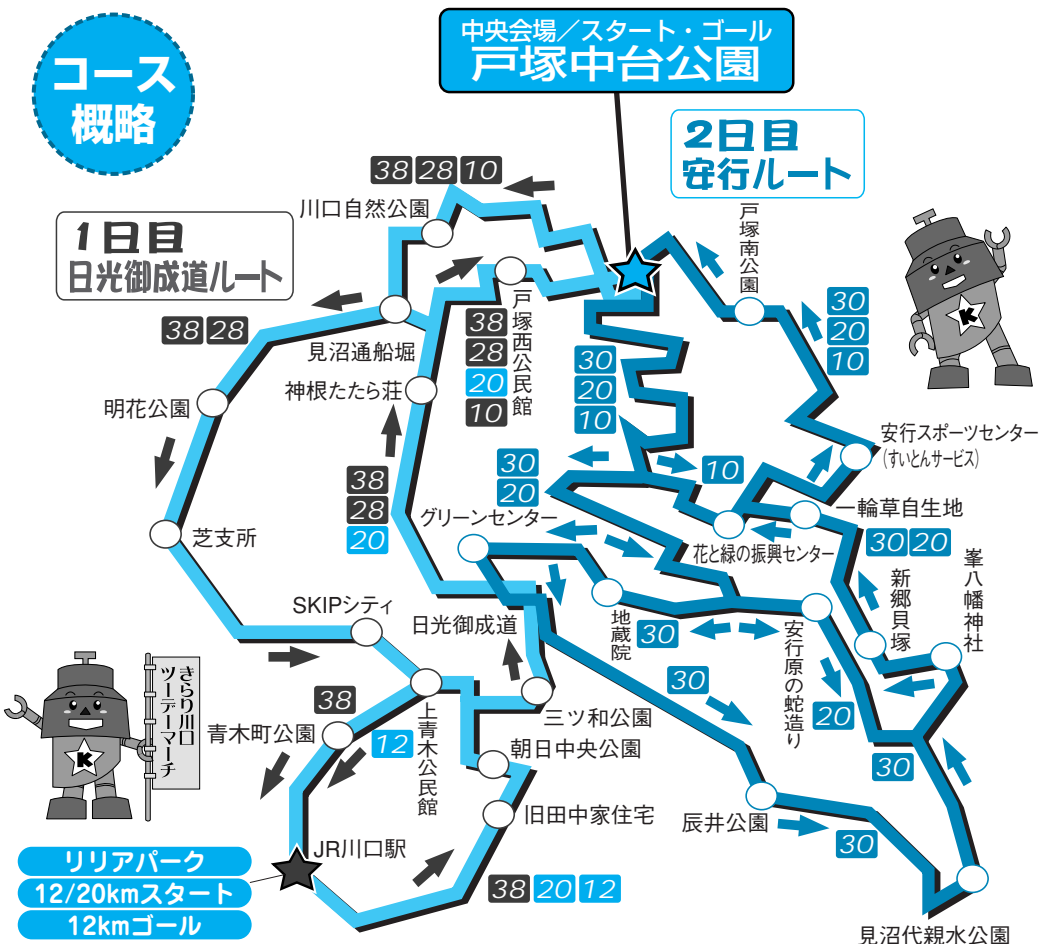 コース
概略
中央会場／スタート・ゴール
戸塚中台公園
2日目
安行ルート
1日目
日光御成道ルート
38 28 10
川口自然公園
戸塚南公園
30
20
10
K
38 28
見沼通船堀
戸塚西公民館
38
28
20
10
30
20
10
神根たたら荘
明花公園
安行スポーツセンター
(すいとんサービス)
10
30
20
38
28
20
グリーンセンター
一輪草自生地
30 20
花と緑の振興センター
芝支所
峯八幡神社
新郷貝塚
SKIPシティ
日光御成道
地蔵院
30
安行原の蛇造り
20
30
30
きらり川口
ツーデーマーチ
K
38
青木町公園
12
上青木公民館
三ツ和公園
朝日中央公園
旧田中家住宅
辰井公園
30
JR川口駅
リリアパーク
12/20kmスタート
12kmゴール
38 20 12
見沼代親水公園